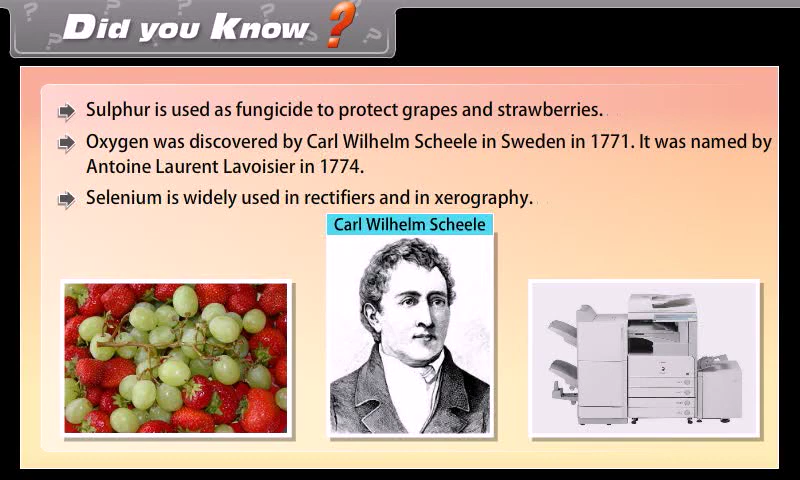 Did you Know ?
Sulphur is used as fungicide to protect grapes and strawberries.
Oxygen was discovered by Carl Wilhelm Scheele in Sweden in 1771. It was named by
Antoine Laurent Lavoisier in 1774.
Selenium is widely used in rectifiers and in xerography.
Carl Wilhelm Scheele